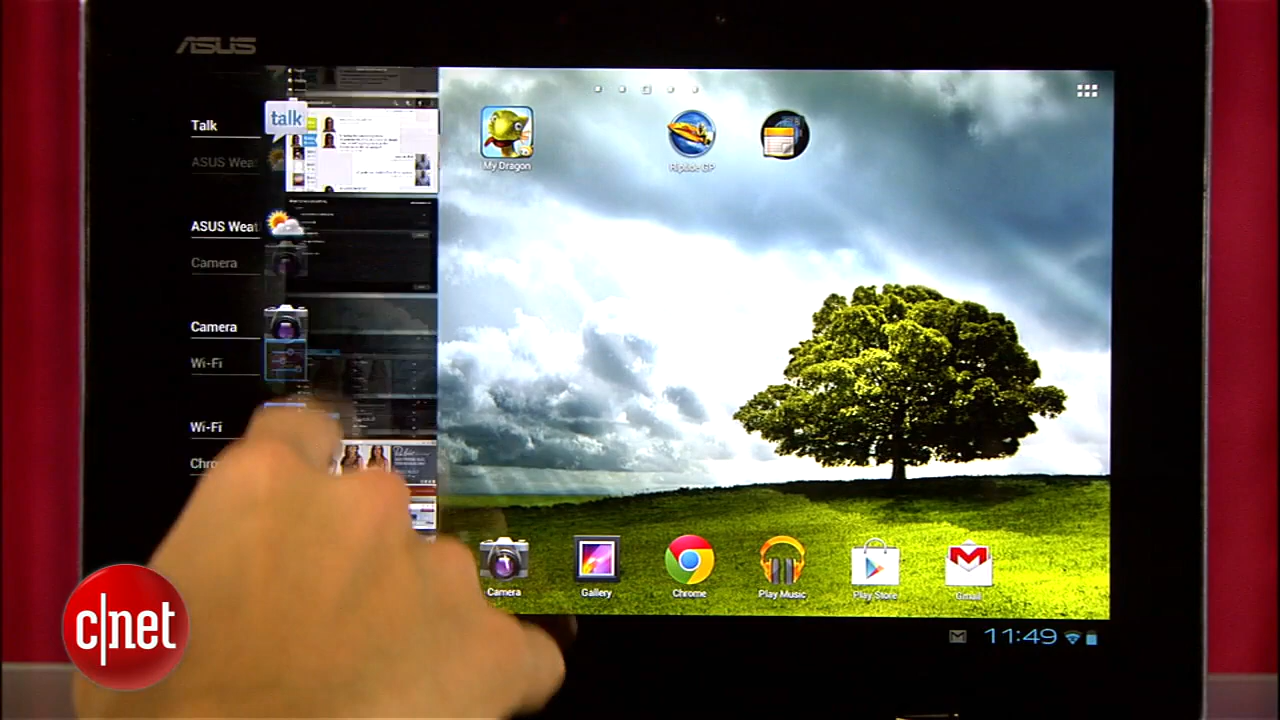 ASUS
talk
Talk
ASUS Weat
ASUS Weat
Camera
Camera
Wi-Fi
Wi-Fi
Chro
My Dragon
Riptide GP
Camera
Gallery
Chrome
Play Music
Play Store
Gmail
11:49
c|net